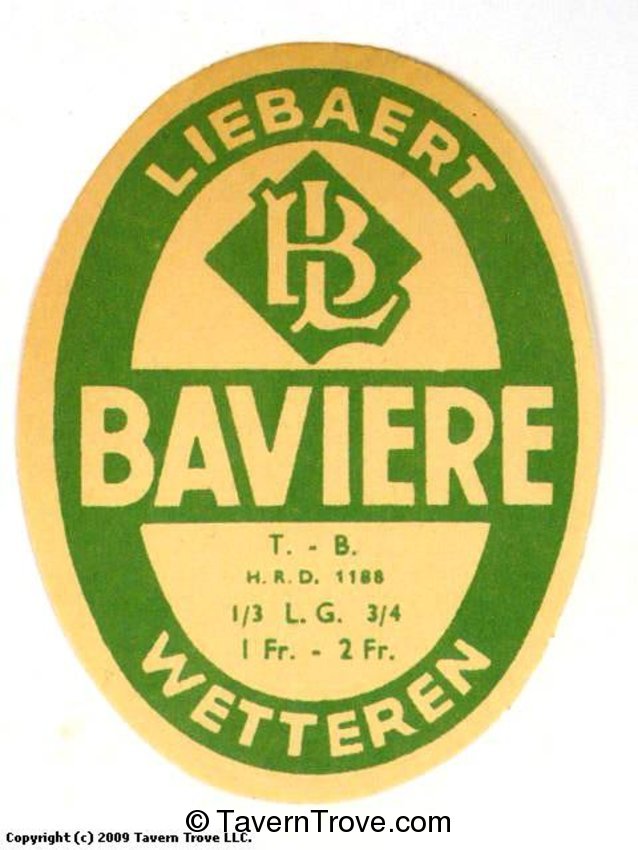 LIEBAERT
BL
BAVIERE
T. - B.
H. R. D. 1188
1/3 L. G. 3/4
1 Fr. - 2 Fr.
WETTEREN
© TavernTrove.com
Copyright (c) 2009 Tavern Trove LLC.